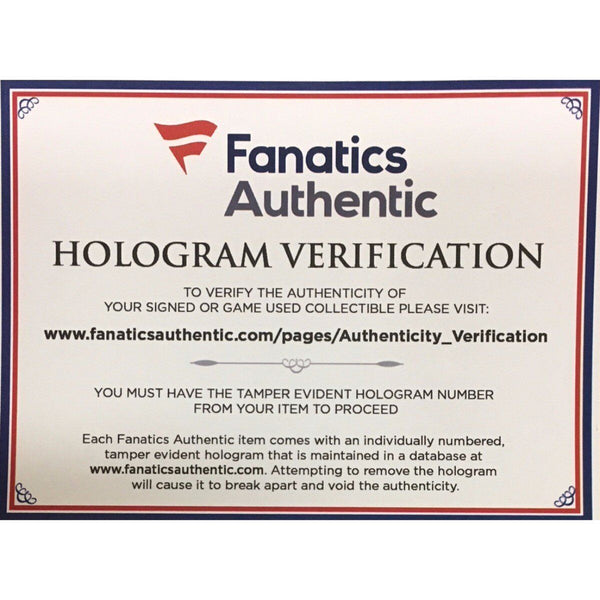 Fanatics
Authentic
HOLOGRAM VERIFICATION
TO VERIFY THE AUTHENTICITY OF
YOUR SIGNED OR GAME USED COLLECTIBLE PLEASE VISIT:
www.fanaticsauthentic.com/pages/Authenticity_Verification
YOU MUST HAVE THE TAMPER EVIDENT HOLOGRAM NUMBER
FROM YOUR ITEM TO PROCEED
Each Fanatics Authentic item comes with an individually numbered,
tamper evident hologram that is maintained in a database at
www.fanaticsauthentic.com. Attempting to remove the hologram
will cause it to break apart and void the authenticity.